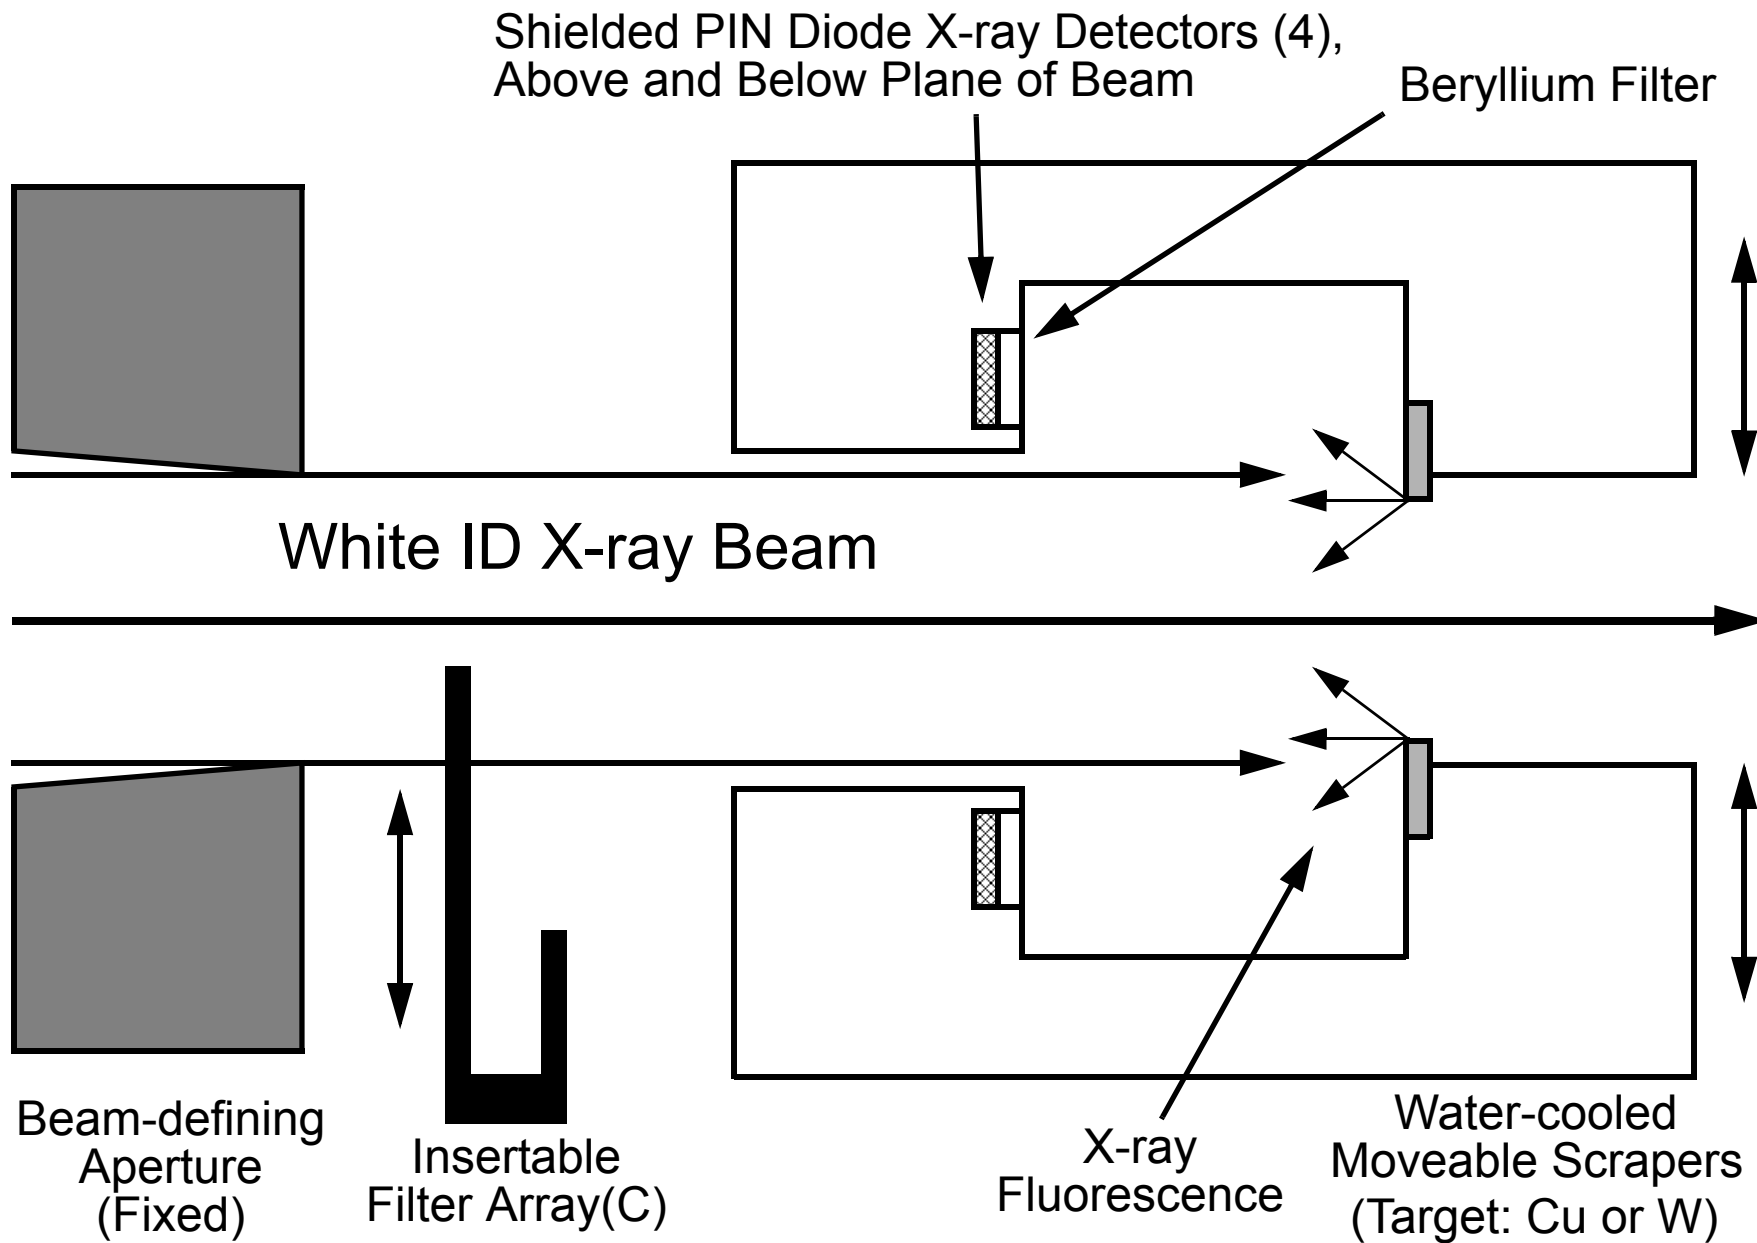 Shielded PIN Diode X-ray Detectors (4),
Above and Below Plane of Beam
Beryllium Filter
White ID X-ray Beam
Beam-defining
Aperture
(Fixed)
Insertable
Filter Array(C)
X-ray
Fluorescence
Water-cooled
Moveable Scrapers
(Target: Cu or W)